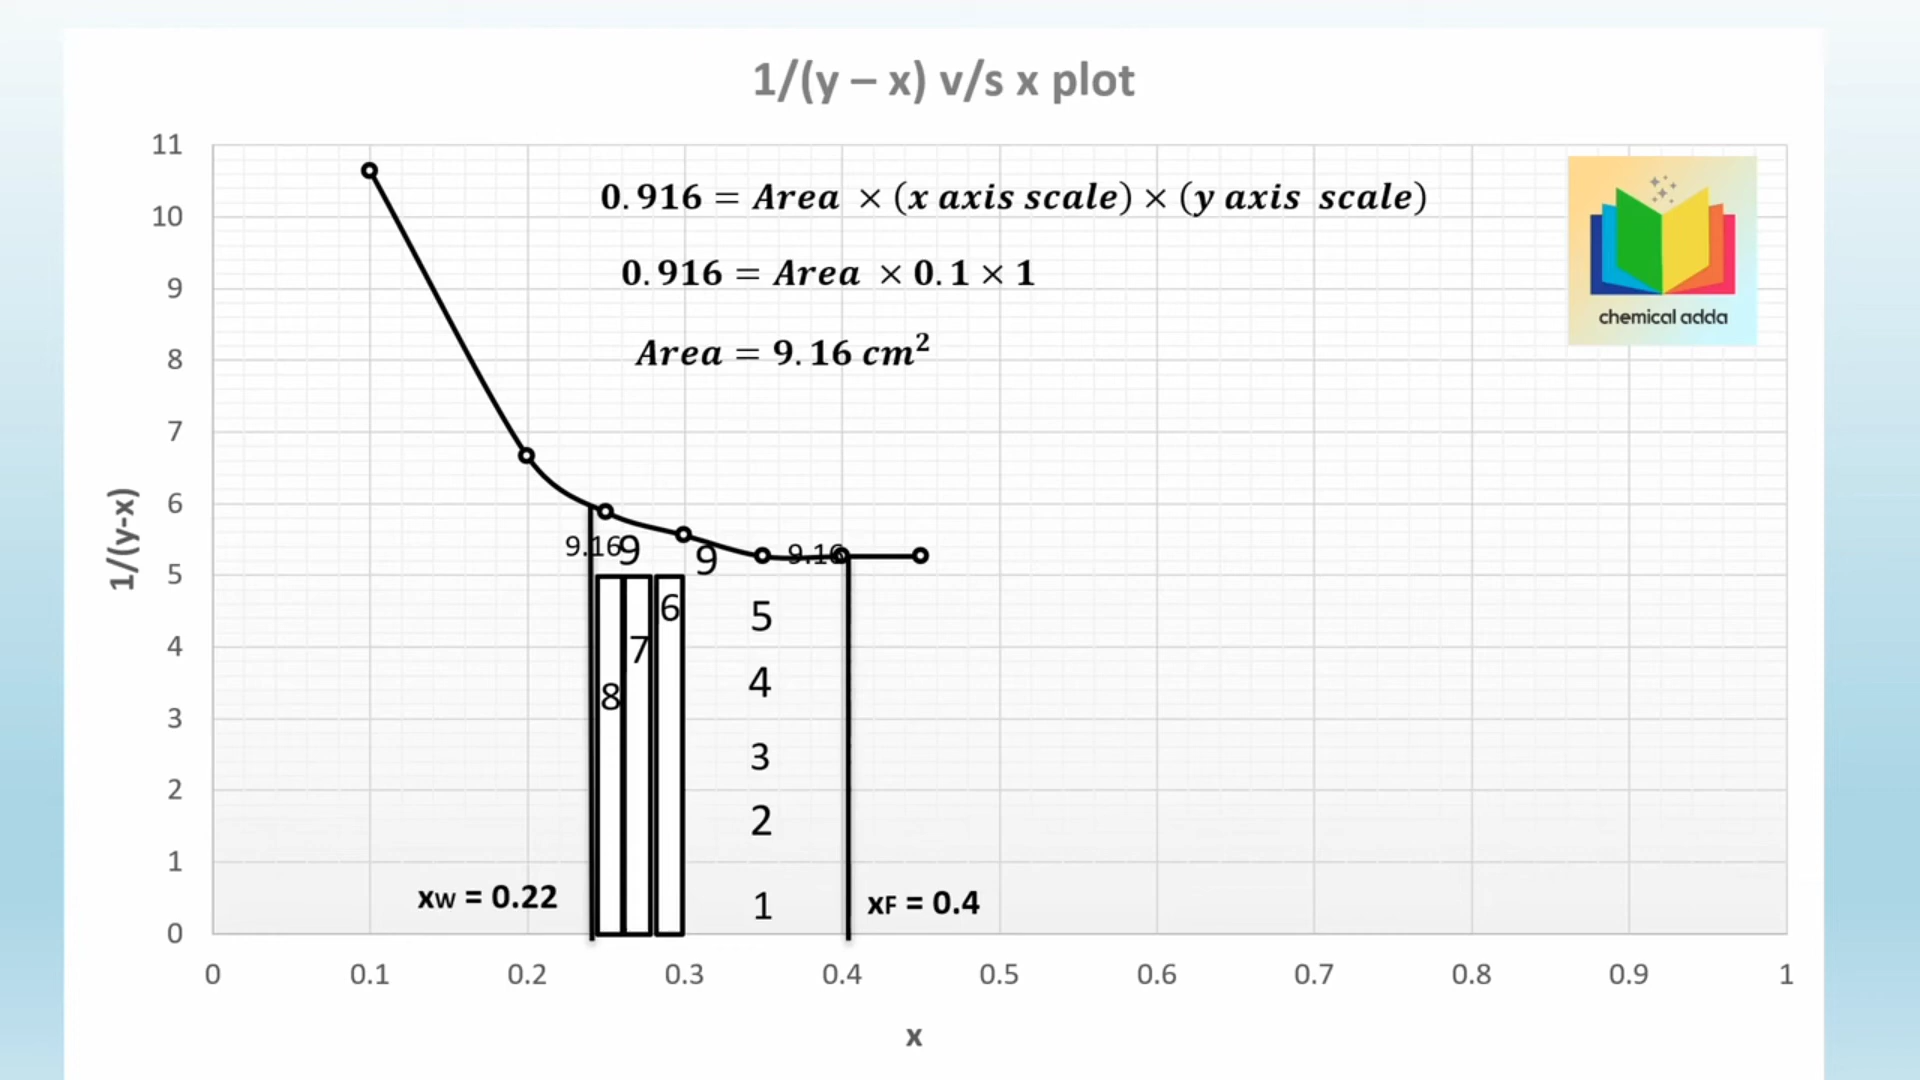 1/(y – x) v/s x plot
11
10
9
8
7
6
5
4
3
2
1
0
1/(y-x)
0.916 = Area × (x axis scale) × (y axis scale)
0.916 = Area × 0.1 × 1
Area = 9.16 cm²
chemical adda
9.16
9
9
9.16
6
5
7
4
8
3
2
1
xw = 0.22
xF = 0.4
0 0.1 0.2 0.3 0.4 0.5 0.6 0.7 0.8 0.9 1
x